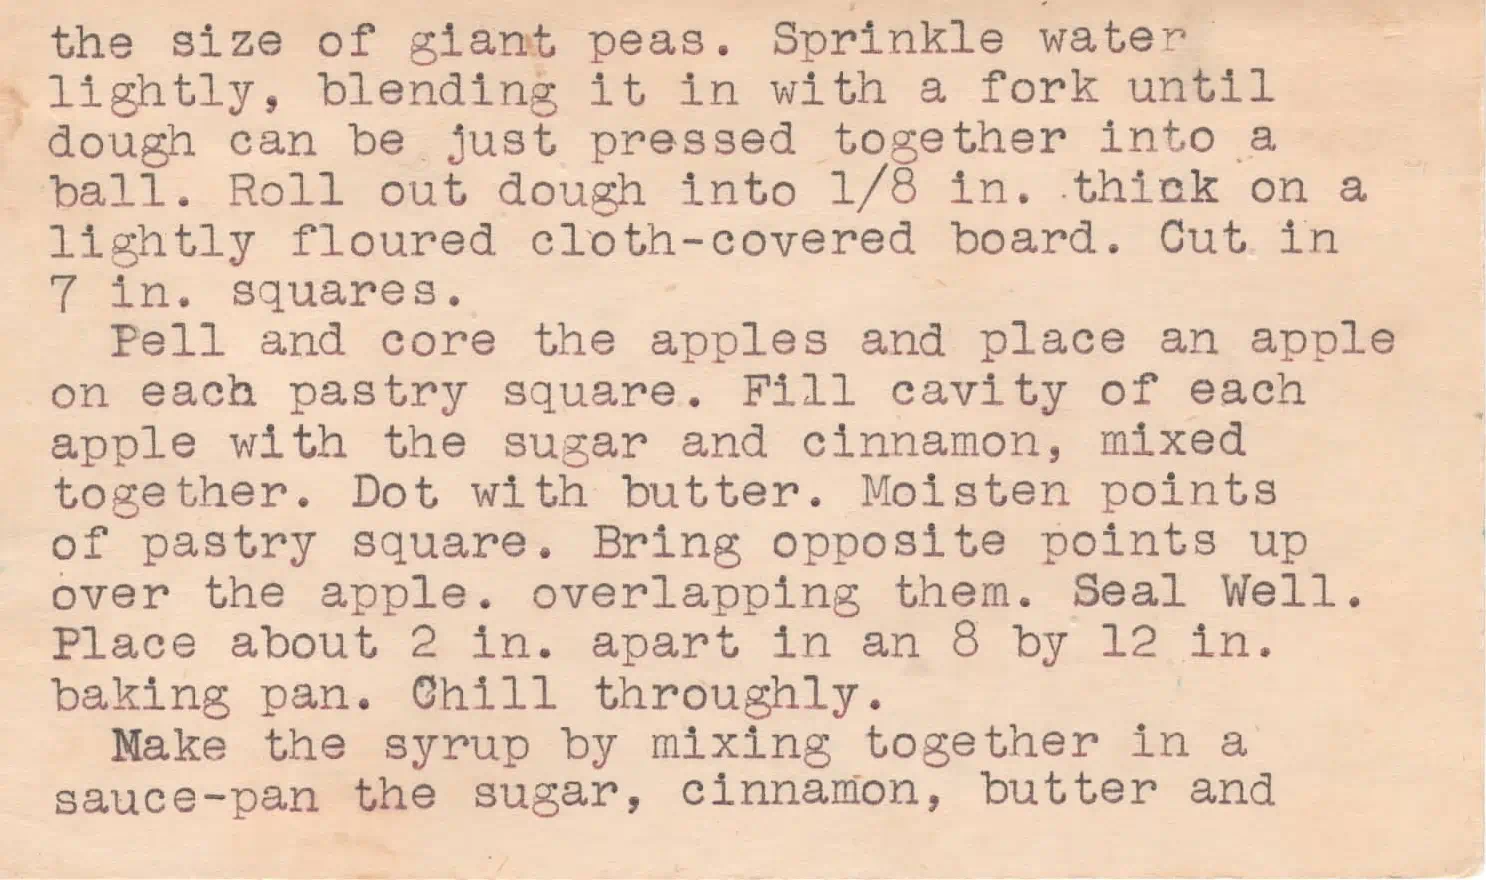 the size of giant peas. Sprinkle water
lightly, blending it in with a fork until
dough can be just pressed together into a
ball. Roll out dough into 1/8 in. thick on a
lightly floured cloth-covered board. Cut in
7 in. squares.
Pell and core the apples and place an apple
on each pastry square. Fill cavity of each
apple with the sugar and cinnamon, mixed
together. Dot with butter. Moisten points
of pastry square. Bring opposite points up
over the apple. overlapping them. Seal Well.
Place about 2 in. apart in an 8 by 12 in.
baking pan. Chill throughly.
Make the syrup by mixing together in a
sauce-pan the sugar, cinnamon, butter and